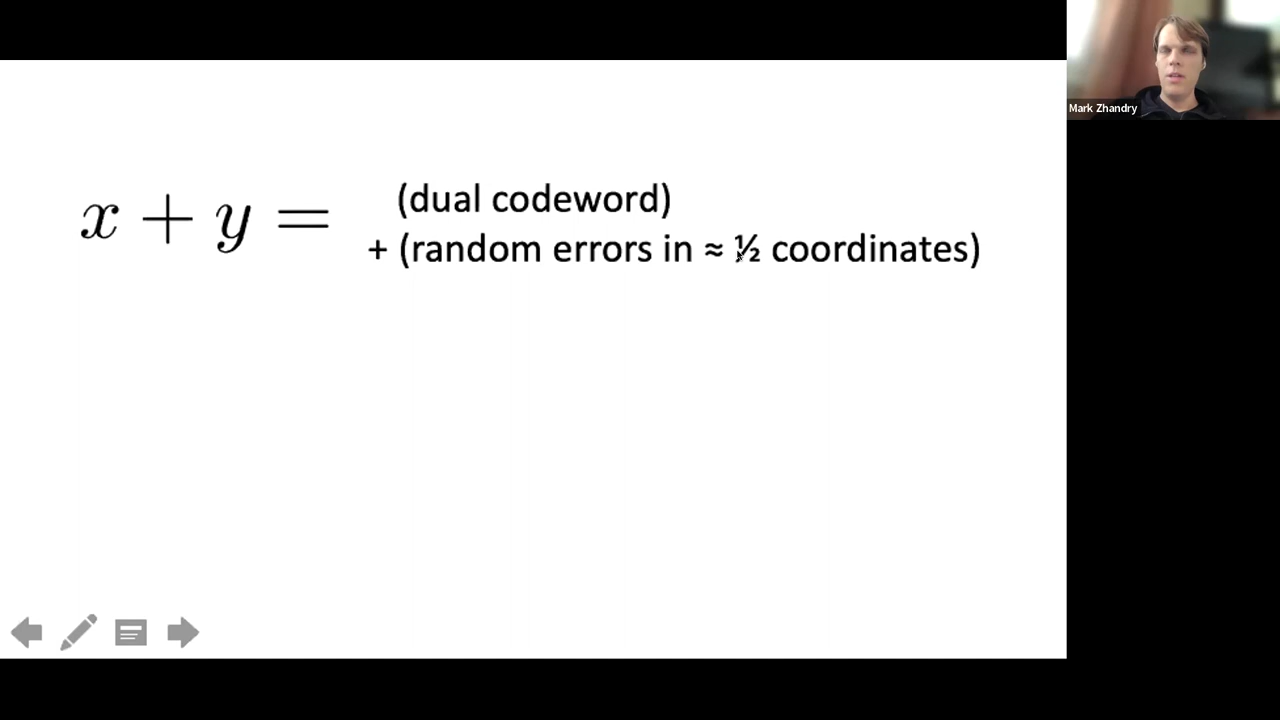 x + y =
(dual codeword)
+ (random errors in ≈ ½ coordinates)
Mark Zhandry